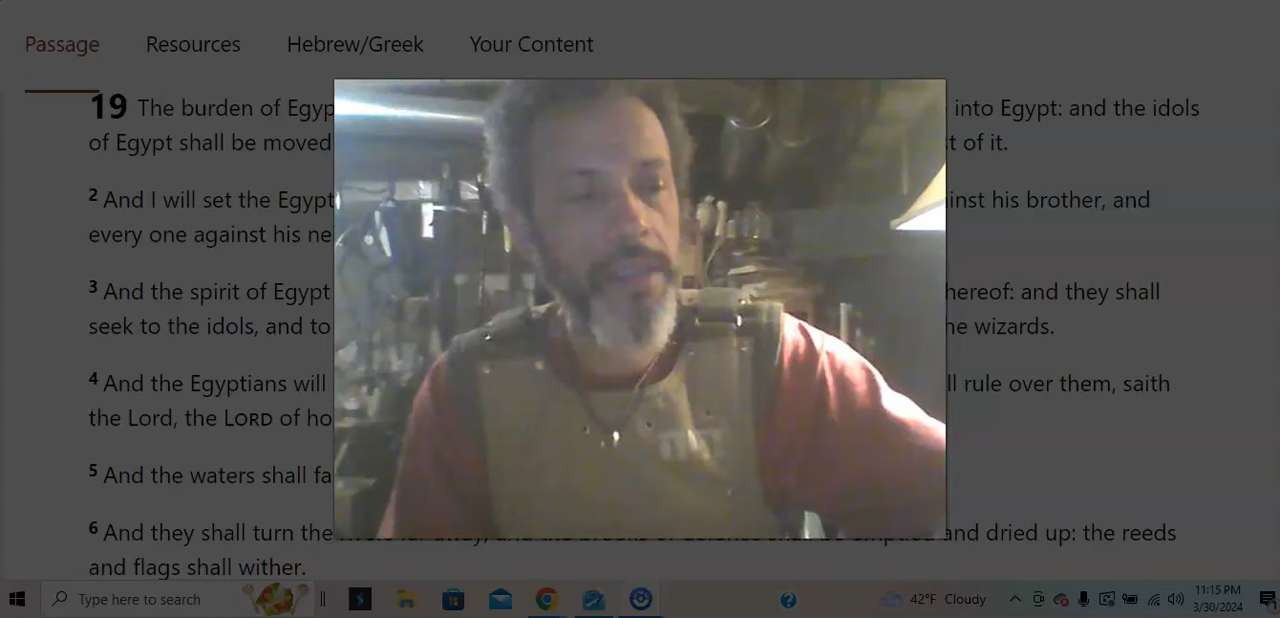 Passage Resources Hebrew/Greek Your Content
19 The burden of Egyp into Egypt: and the idols
of Egypt shall be moved t of it.
2 And I will set the Egypt inst his brother, and
every one against his ne
3 And the spirit of Egypt hereof: and they shall
seek to the idols, and to he wizards.
4 And the Egyptians will ll rule over them, saith
the Lord, the LORD of ho
5 And the waters shall fa
6 And they shall turn the and dried up: the reeds
and flags shall wither.
Type here to search 42°F Cloudy 11:15 PM
3/30/2024